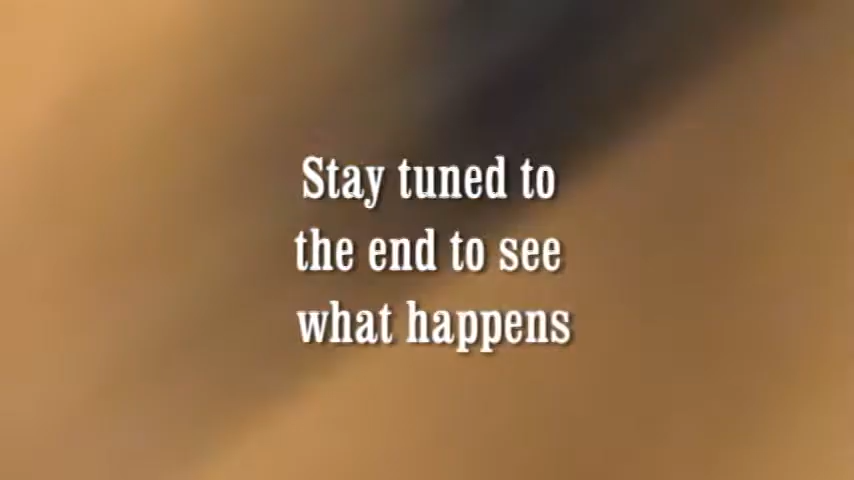 Stay tuned to
the end to see
what happens